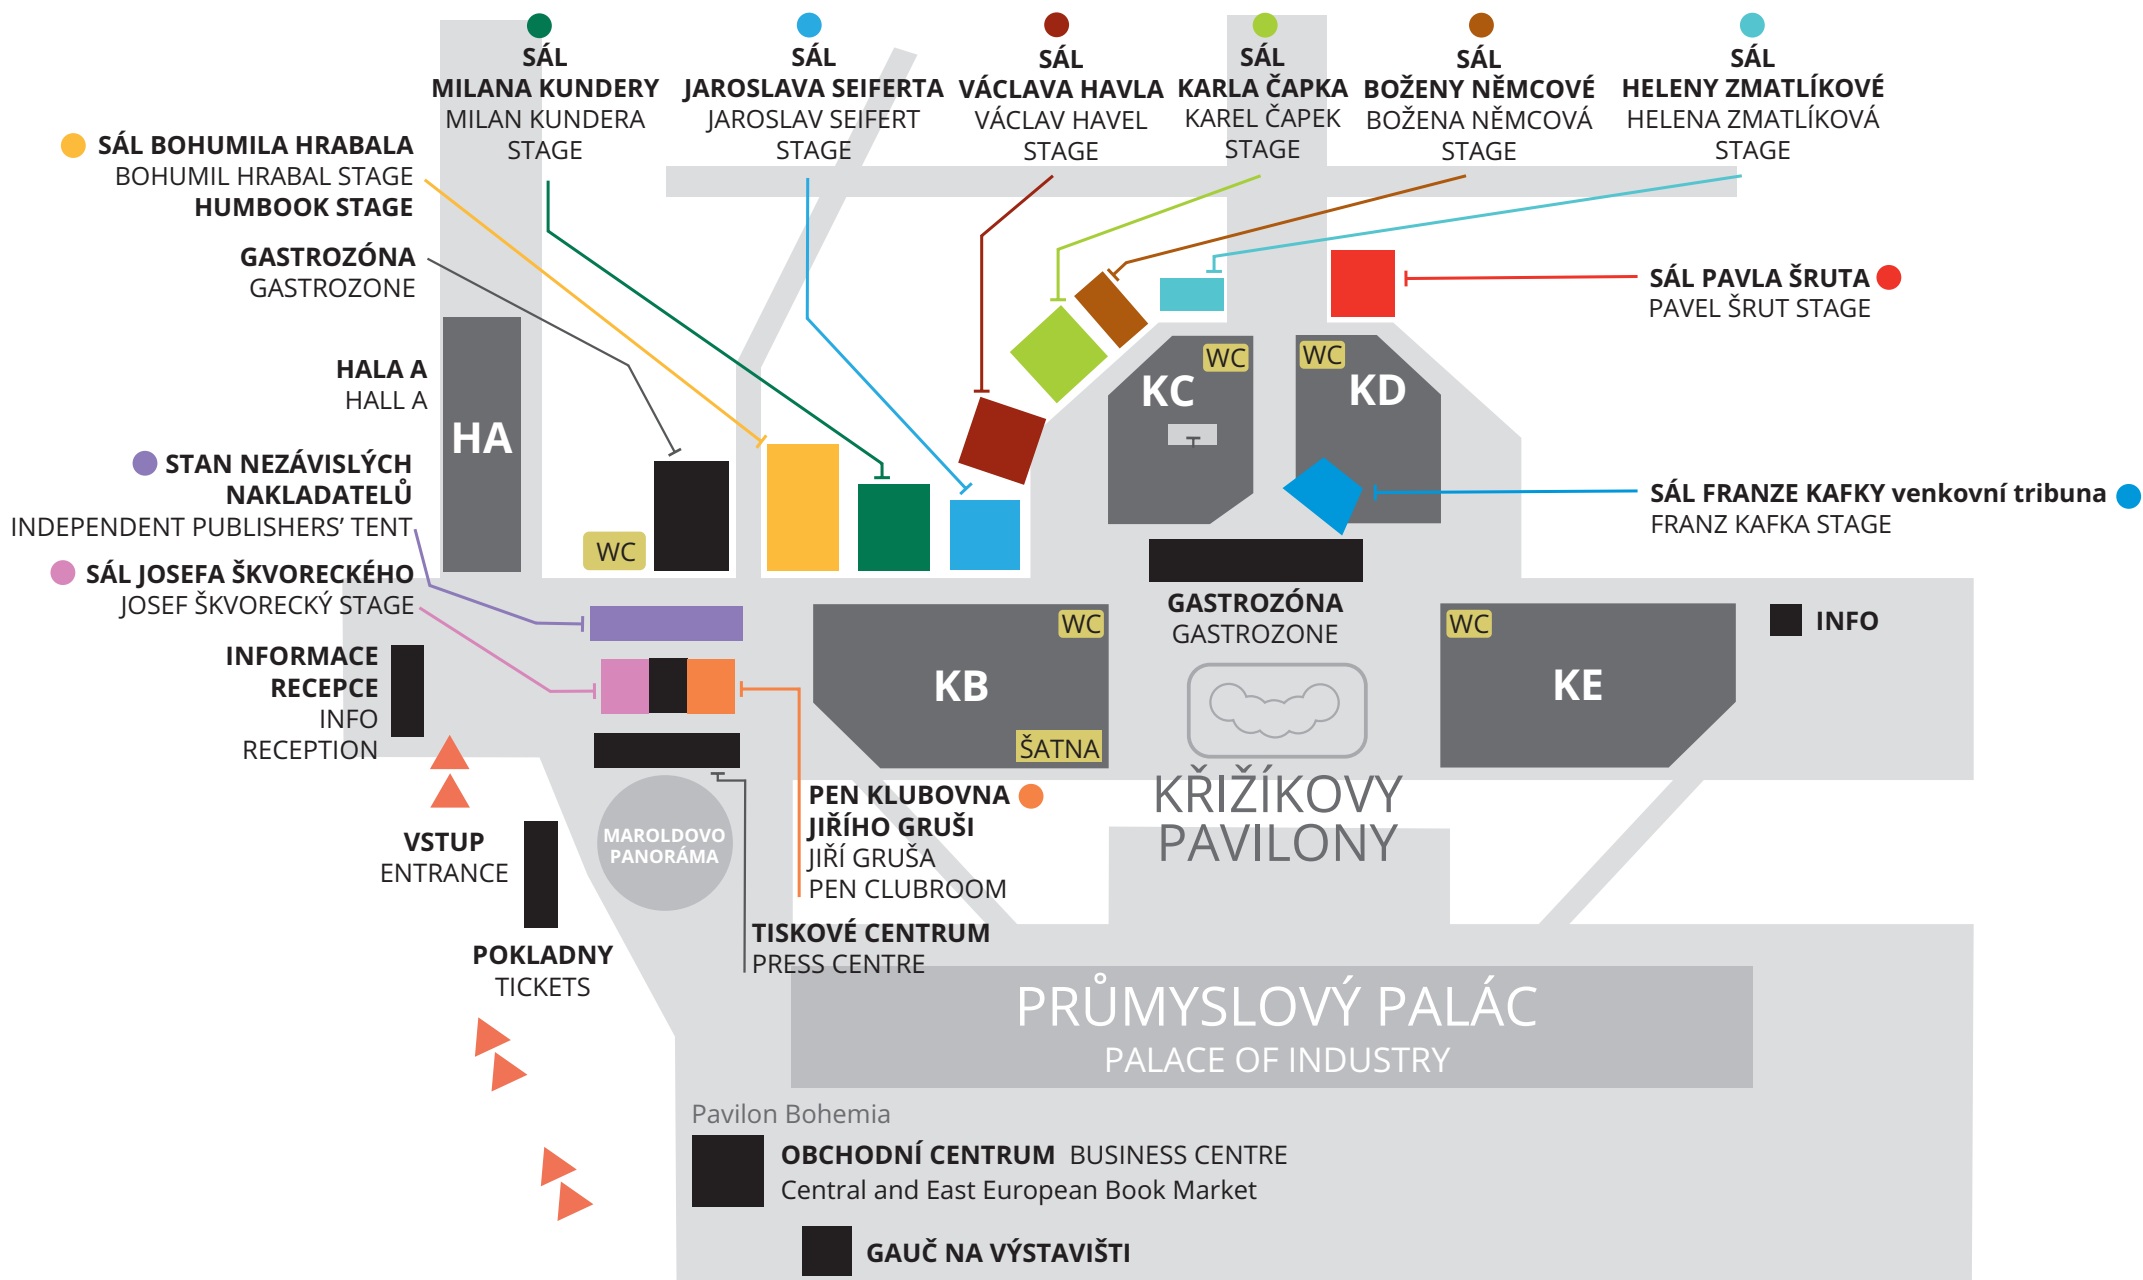 SÁL
MILANA KUNDERY
MILAN KUNDERA
STAGE
SÁL
JAROSLAVA SEIFERTA
JAROSLAV SEIFERT
STAGE
SÁL
VÁCLAVA HAVLA
VÁCLAV HAVEL
STAGE
SÁL
KARLA ČAPKA
KAREL ČAPEK
STAGE
SÁL
BOŽENY NĚMCOVÉ
BOŽENA NĚMCOVÁ
STAGE
SÁL
HELENY ZMATLÍKOVÉ
HELENA ZMATLÍKOVÁ
STAGE
SÁL BOHUMILA HRABALA
BOHUMIL HRABAL STAGE
HUMBOOK STAGE
GASTROZÓNA
GASTROZONE
SÁL PAVLA ŠRUTA
PAVEL ŠRUT STAGE
HALA A
HALL A
HA
WC
KC
WC
KD
STAN NEZÁVISLÝCH
NAKLADATELŮ
INDEPENDENT PUBLISHERS’ TENT
SÁL FRANZE KAFKY venkovní tribuna
FRANZ KAFKA STAGE
WC
SÁL JOSEFA ŠKVORECKÉHO
JOSEF ŠKVORECKÝ STAGE
GASTROZÓNA
GASTROZONE
WC
KB
ŠATNA
WC
KE
INFO
INFORMACE
RECEPCE
INFO
RECEPTION
VSTUP
ENTRANCE
MAROLDOVO
PANORÁMA
PEN KLUBOVNA
JIŘÍHO GRUŠI
JIŘÍ GRUŠA
PEN CLUBROOM
KŘIŽÍKOVY
PAVILONY
TISKOVÉ CENTRUM
PRESS CENTRE
POKLADNY
TICKETS
PRŮMYSLOVÝ PALÁC
PALACE OF INDUSTRY
Pavilon Bohemia
OBCHODNÍ CENTRUM BUSINESS CENTRE
Central and East European Book Market
GAUČ NA VÝSTAVIŠTI